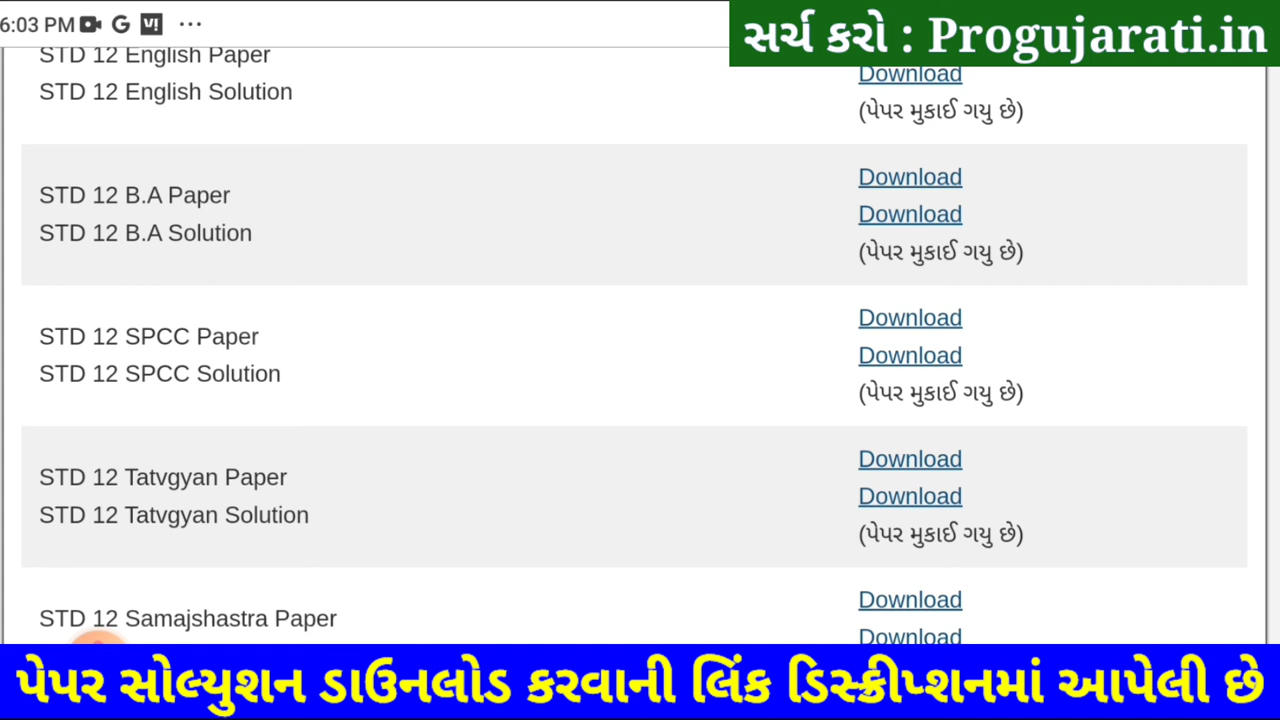 6:03 PM
સર્ચ કરો : Progujarati.in
STD 12 English Paper
Download
STD 12 English Solution
(પેપર મુકાઈ ગયુ છે)
STD 12 B.A Paper
Download
STD 12 B.A Solution
Download
(પેપર મુકાઈ ગયુ છે)
STD 12 SPCC Paper
Download
STD 12 SPCC Solution
Download
(પેપર મુકાઈ ગયુ છે)
STD 12 Tatvgyan Paper
Download
STD 12 Tatvgyan Solution
Download
(પેપર મુકાઈ ગયુ છે)
STD 12 Samajshastra Paper
Download
Download
પેપર સોલ્યુશન ડાઉનલોડ કરવાની લિંક ડિસ્ક્રીપ્શનમાં આપેલી છે